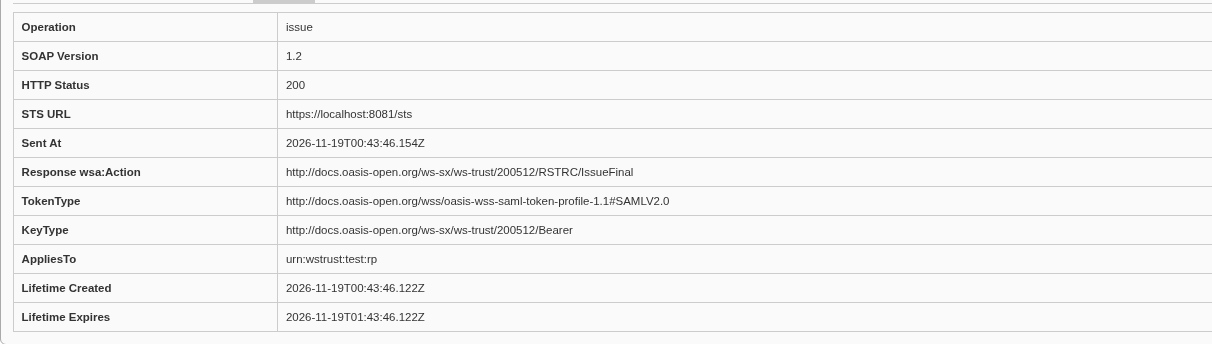 Operation issue
SOAP Version 1.2
HTTP Status 200
STS URL https://localhost:8081/sts
Sent At 2026-11-19T00:43:46.154Z
Response wsa:Action http://docs.oasis-open.org/ws-sx/ws-trust/200512/RSTRC/IssueFinal
TokenType http://docs.oasis-open.org/wss/oasis-wss-saml-token-profile-1.1#SAMLV2.0
KeyType http://docs.oasis-open.org/ws-sx/ws-trust/200512/Bearer
AppliesTo urn:wstrust:test:rp
Lifetime Created 2026-11-19T00:43:46.122Z
Lifetime Expires 2026-11-19T01:43:46.122Z